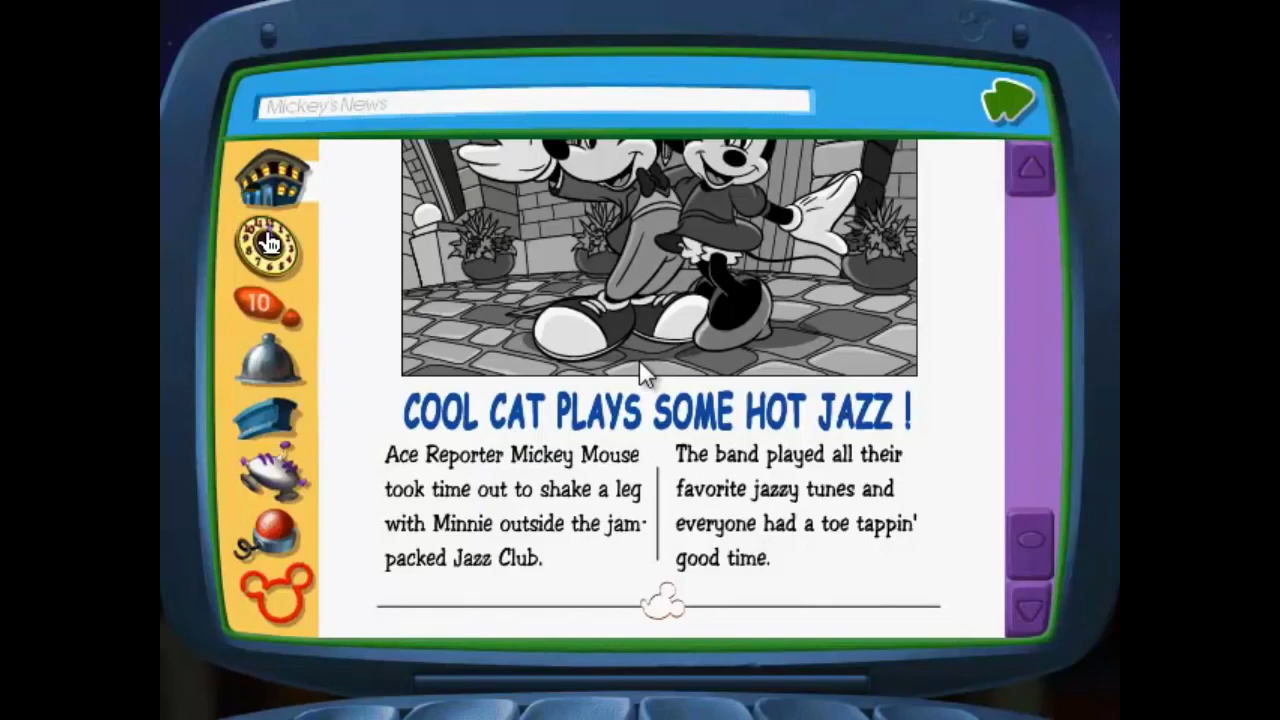 Mickey's News
10
COOL CAT PLAYS SOME HOT JAZZ !
Ace Reporter Mickey Mouse
took time out to shake a leg
with Minnie outside the jam-
packed Jazz Club.
The band played all their
favorite jazzy tunes and
everyone had a toe tappin'
good time.